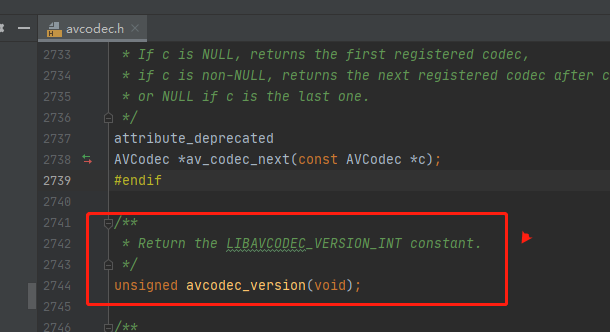 avcodec.h
2733 * If c is NULL, returns the first registered codec,
2734 * if c is non-NULL, returns the next registered codec after c
2735 * or NULL if c is the last one.
2736 */
2737 attribute_deprecated
2738 AVCodec *av_codec_next(const AVCodec *c);
2739 #endif
2740
2741 /**
2742 * Return the LIBAVCODEC_VERSION_INT constant.
2743 */
2744 unsigned avcodec_version(void);
2745
2746 /**